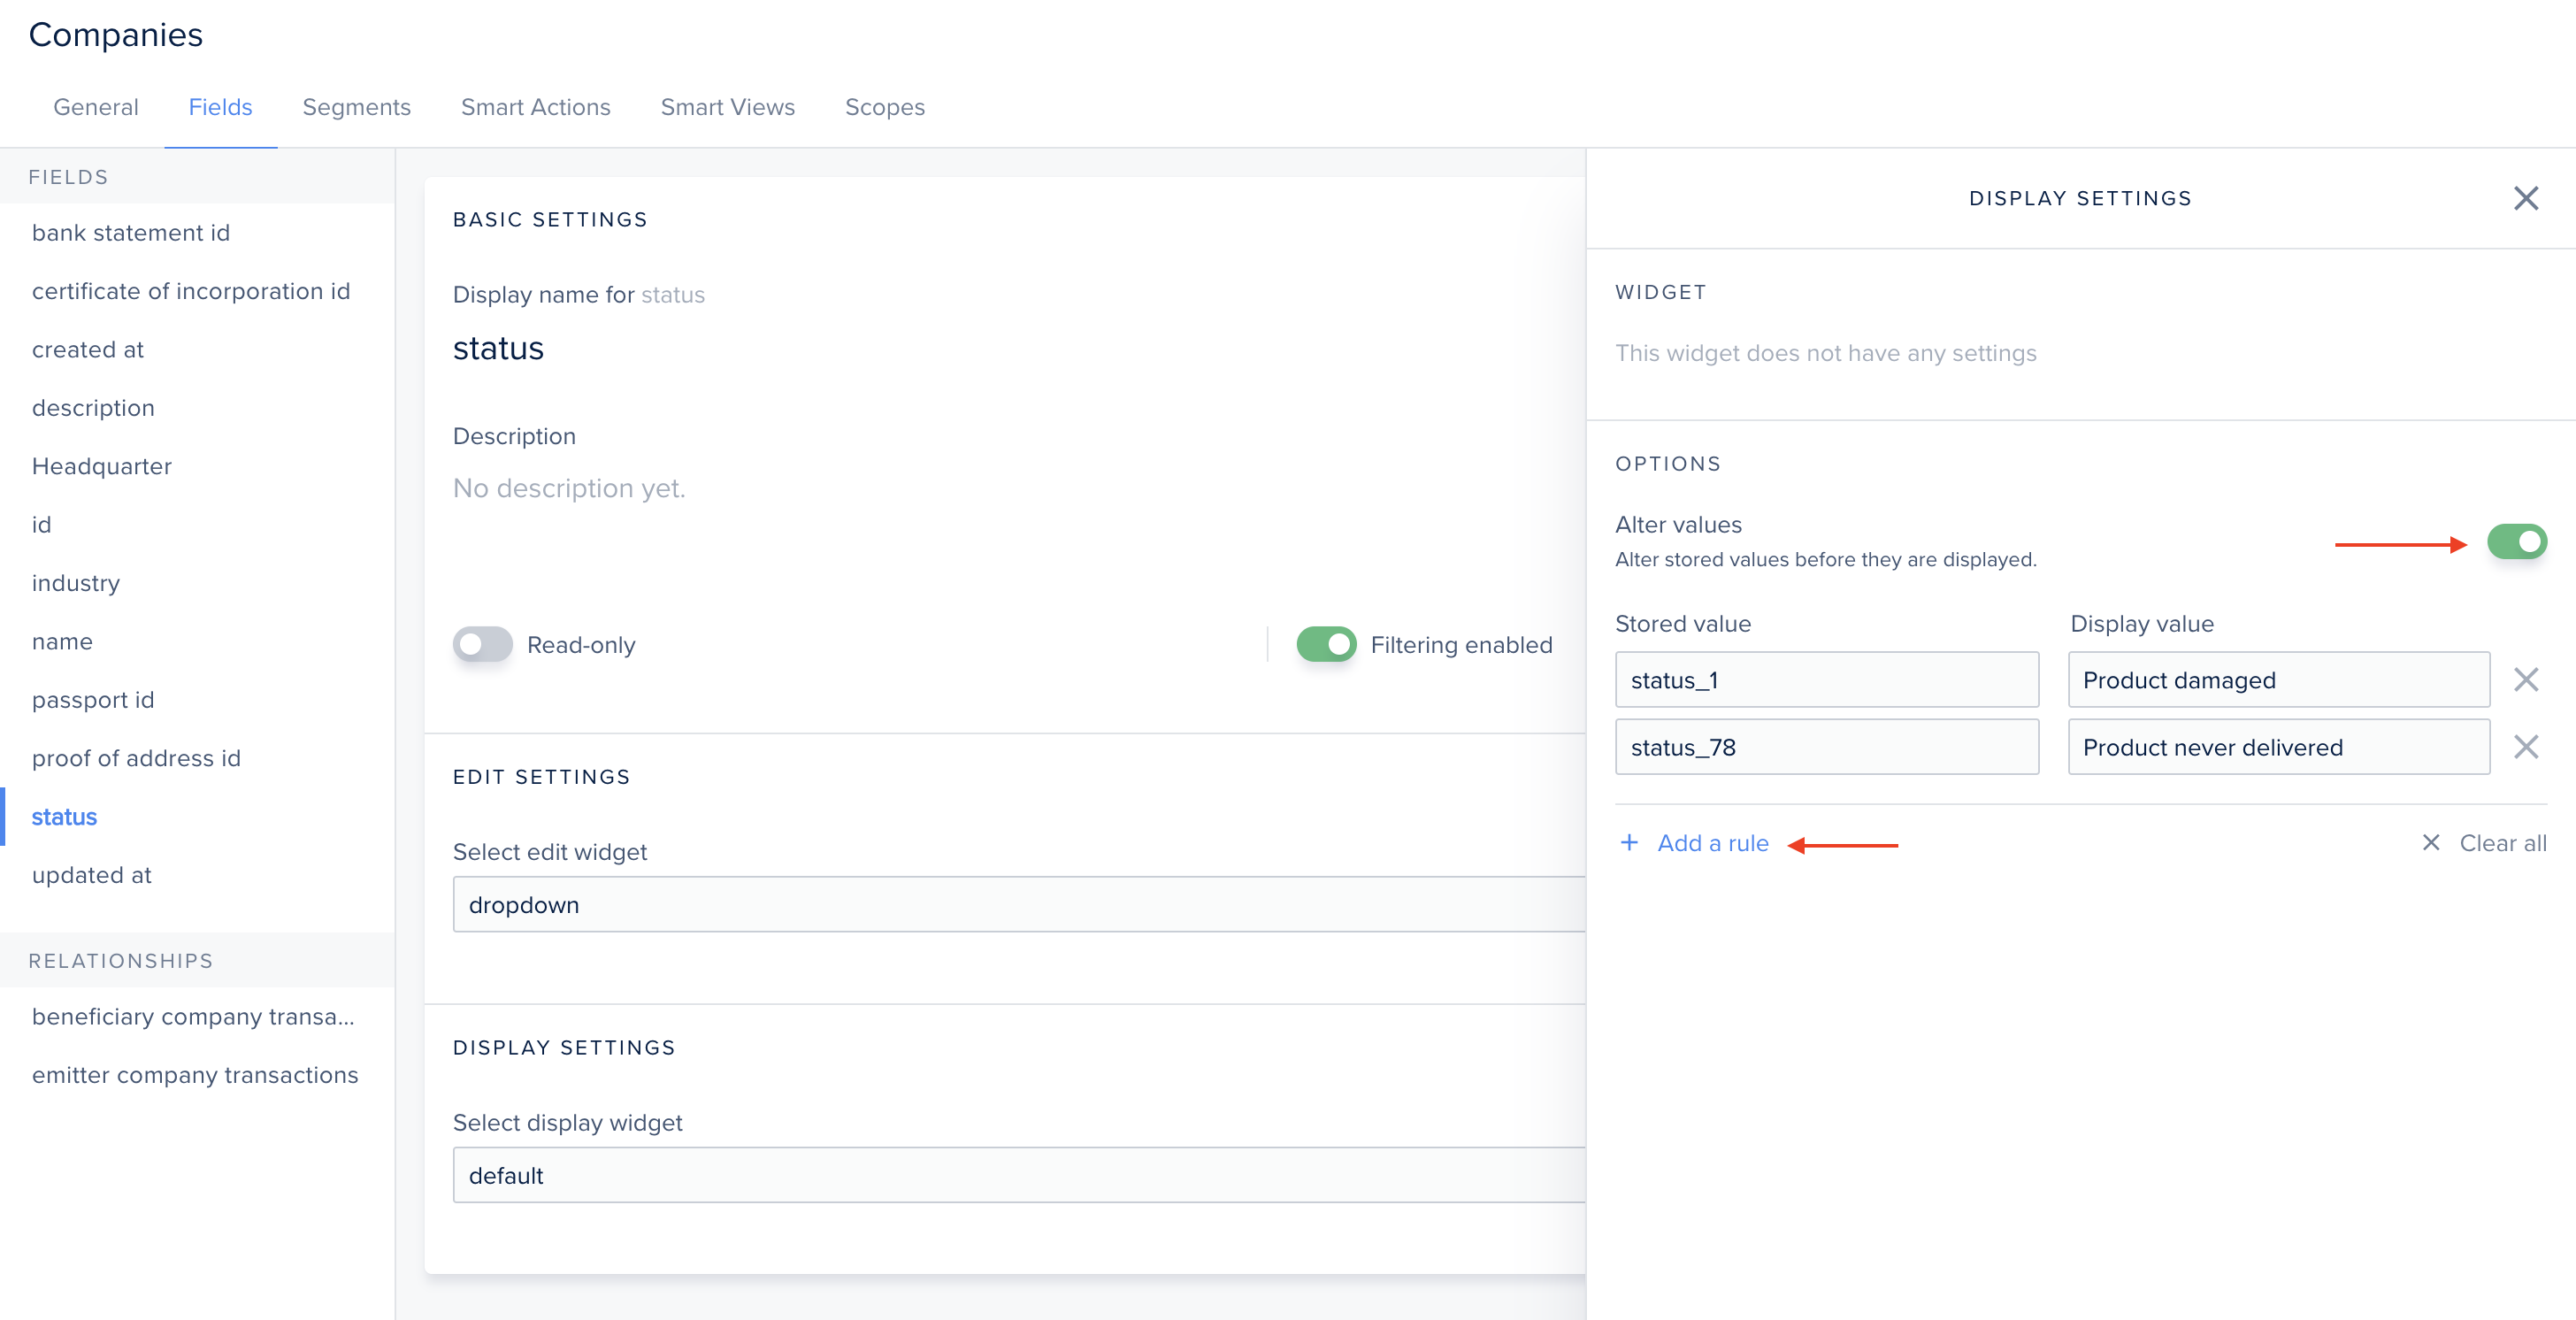 Companies
General Fields Segments Smart Actions Smart Views Scopes
FIELDS
bank statement id
certificate of incorporation id
created at
description
Headquarter
id
industry
name
passport id
proof of address id
status
updated at
RELATIONSHIPS
beneficiary company transa...
emitter company transactions
BASIC SETTINGS
Display name for status
status
Description
No description yet.
Read-only Filtering enabled
EDIT SETTINGS
Select edit widget
dropdown
DISPLAY SETTINGS
Select display widget
default
DISPLAY SETTINGS
WIDGET
This widget does not have any settings
OPTIONS
Alter values
Alter stored values before they are displayed.
Stored value Display value
status_1 Product damaged
status_78 Product never delivered
+ Add a rule Clear all